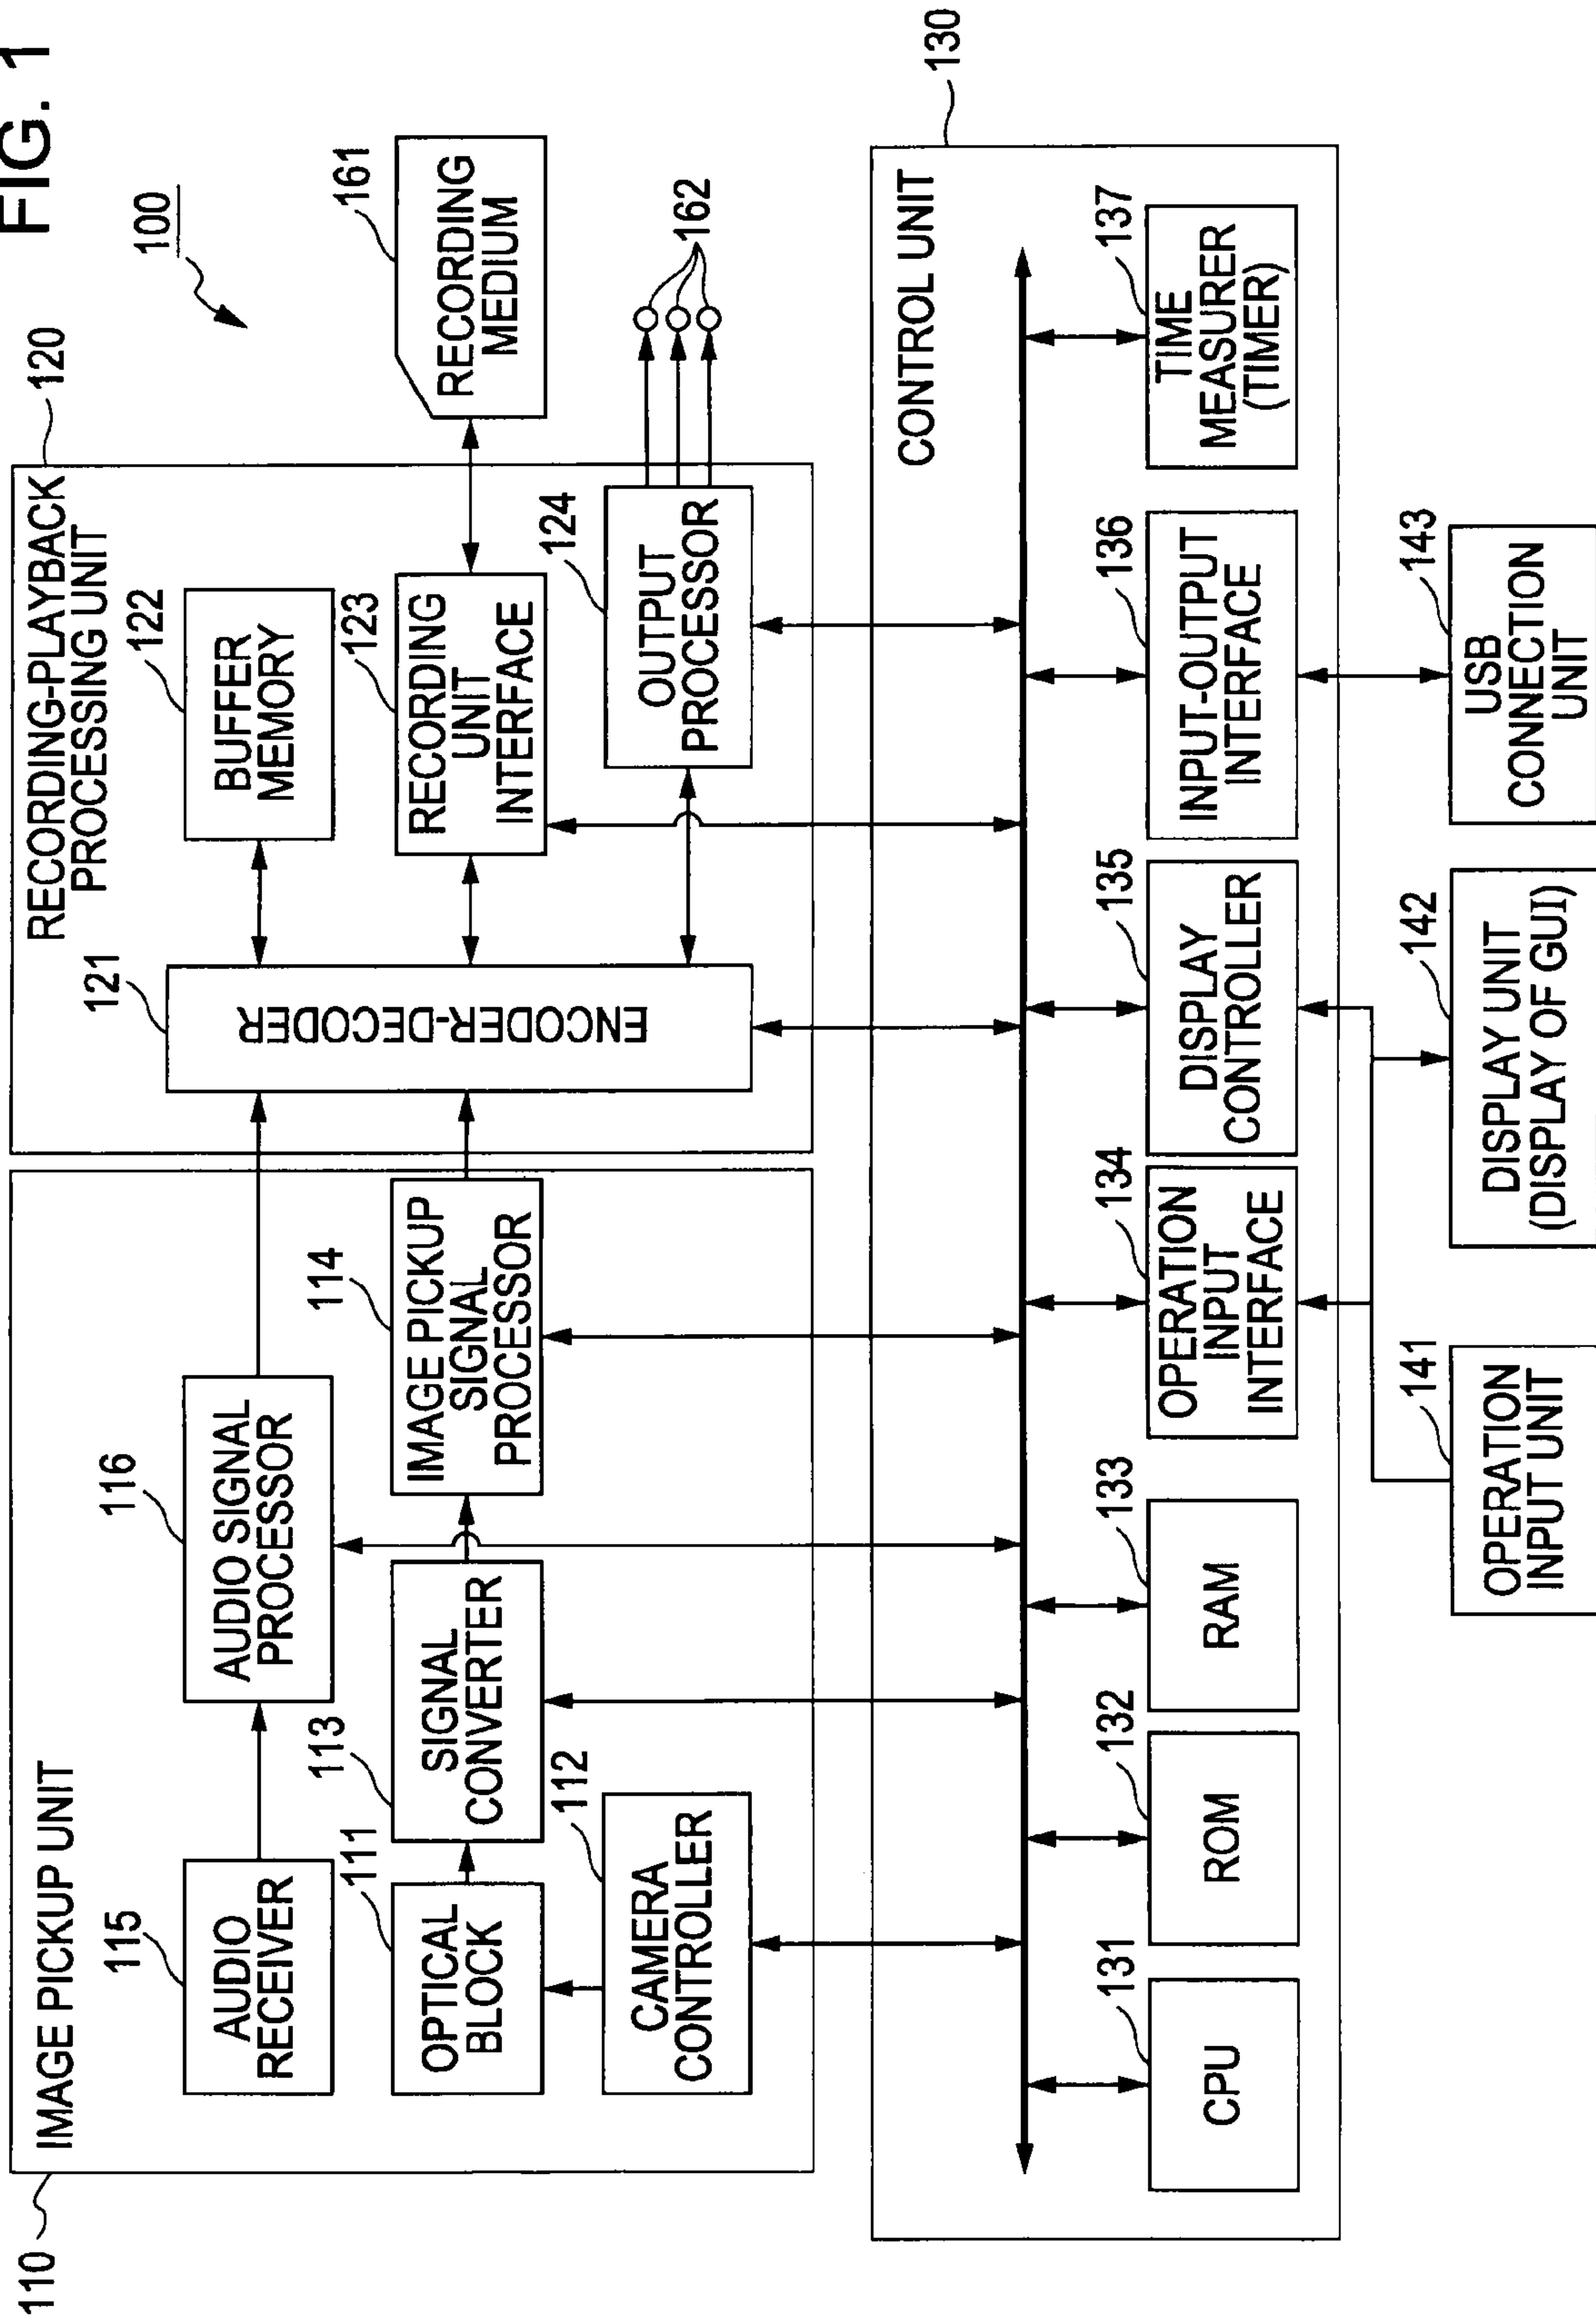 FIG. 1
100
110
IMAGE PICKUP UNIT
115
AUDIO
RECEIVER
116
AUDIO SIGNAL
PROCESSOR
111
OPTICAL
BLOCK
113
SIGNAL
CONVERTER
114
IMAGE PICKUP
SIGNAL
PROCESSOR
112
CAMERA
CONTROLLER
120
RECORDING-PLAYBACK
PROCESSING UNIT
121
ENCODER-DECODER
122
BUFFER
MEMORY
123
RECORDING
UNIT
INTERFACE
124
OUTPUT
PROCESSOR
161
RECORDING
MEDIUM
162
130
CONTROL UNIT
131
CPU
132
ROM
133
RAM
134
OPERATION
INPUT
INTERFACE
135
DISPLAY
CONTROLLER
136
INPUT-OUTPUT
INTERFACE
137
TIME
MEASURER
(TIMER)
141
OPERATION
INPUT UNIT
142
DISPLAY UNIT
(DISPLAY OF GUI)
143
USB
CONNECTION
UNIT